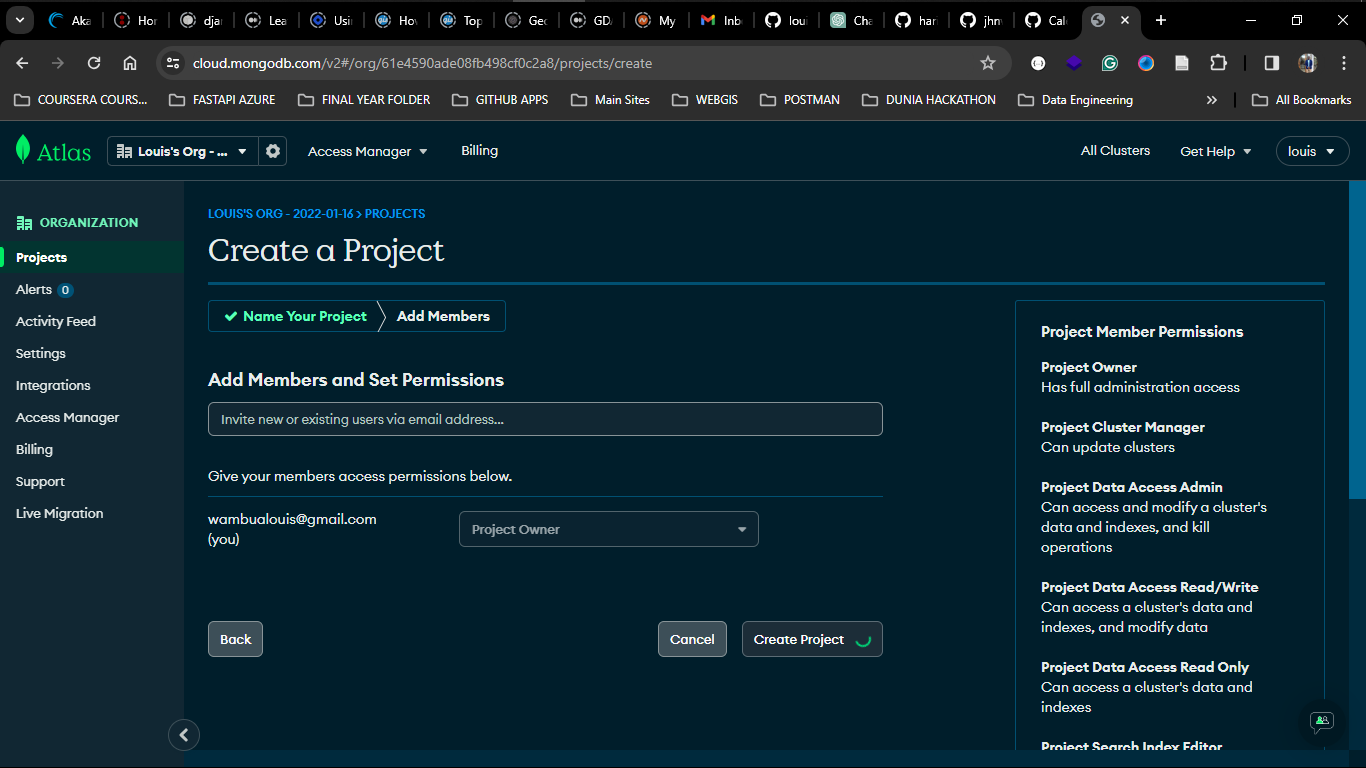 Aka
Hor
djai
Lea
Usi
Hov
Top
Geo
GD
My
Inb
loui
Cha
har
jhn
Cal
cloud.mongodb.com/v2#/org/61e4590ade08fb498cf0c2a8/projects/create
COURSERA COURS...
FASTAPI AZURE
FINAL YEAR FOLDER
GITHUB APPS
Main Sites
WEBGIS
POSTMAN
DUNIA HACKATHON
Data Engineering
All Bookmarks
Atlas
Louis's Org - ...
Access Manager
Billing
All Clusters
Get Help
louis
ORGANIZATION
Projects
Alerts 0
Activity Feed
Settings
Integrations
Access Manager
Billing
Support
Live Migration
LOUIS'S ORG - 2022-01-16 > PROJECTS
Create a Project
Name Your Project
Add Members
Add Members and Set Permissions
Invite new or existing users via email address...
Give your members access permissions below.
wambualouis@gmail.com
(you)
Project Owner
Back
Cancel
Create Project
Project Member Permissions
Project Owner
Has full administration access
Project Cluster Manager
Can update clusters
Project Data Access Admin
Can access and modify a cluster's
data and indexes, and kill
operations
Project Data Access Read/Write
Can access a cluster's data and
indexes, and modify data
Project Data Access Read Only
Can access a cluster's data and
indexes
Project Search Index Editor